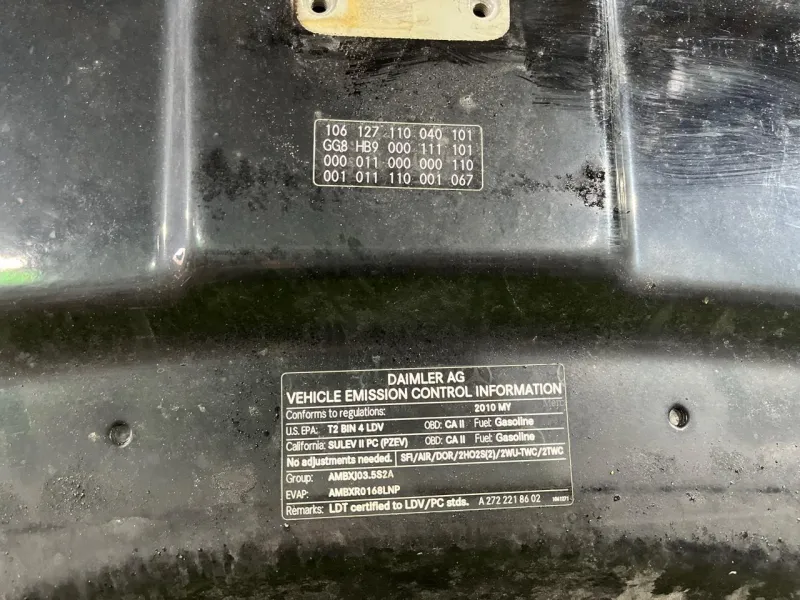 106 127 110 040 101
GG8 HB9 000 111 101
000 011 000 000 110
001 011 110 001 067
DAIMLER AG
VEHICLE EMISSION CONTROL INFORMATION
Conforms to regulations: 2010 MY
U.S. EPA: T2 BIN 4 LDV OBD: CA II Fuel: Gasoline
California: SULEV II PC (PZEV) OBD: CA II Fuel: Gasoline
No adjustments needed. SFI/AIR/DOR/2HO2S(2)/2WU-TWC/2TWC
Group: AMBXJ03.5S2A
EVAP: AMBXR0168LNP
Remarks: LDT certified to LDV/PC stds. A 272 221 86 02